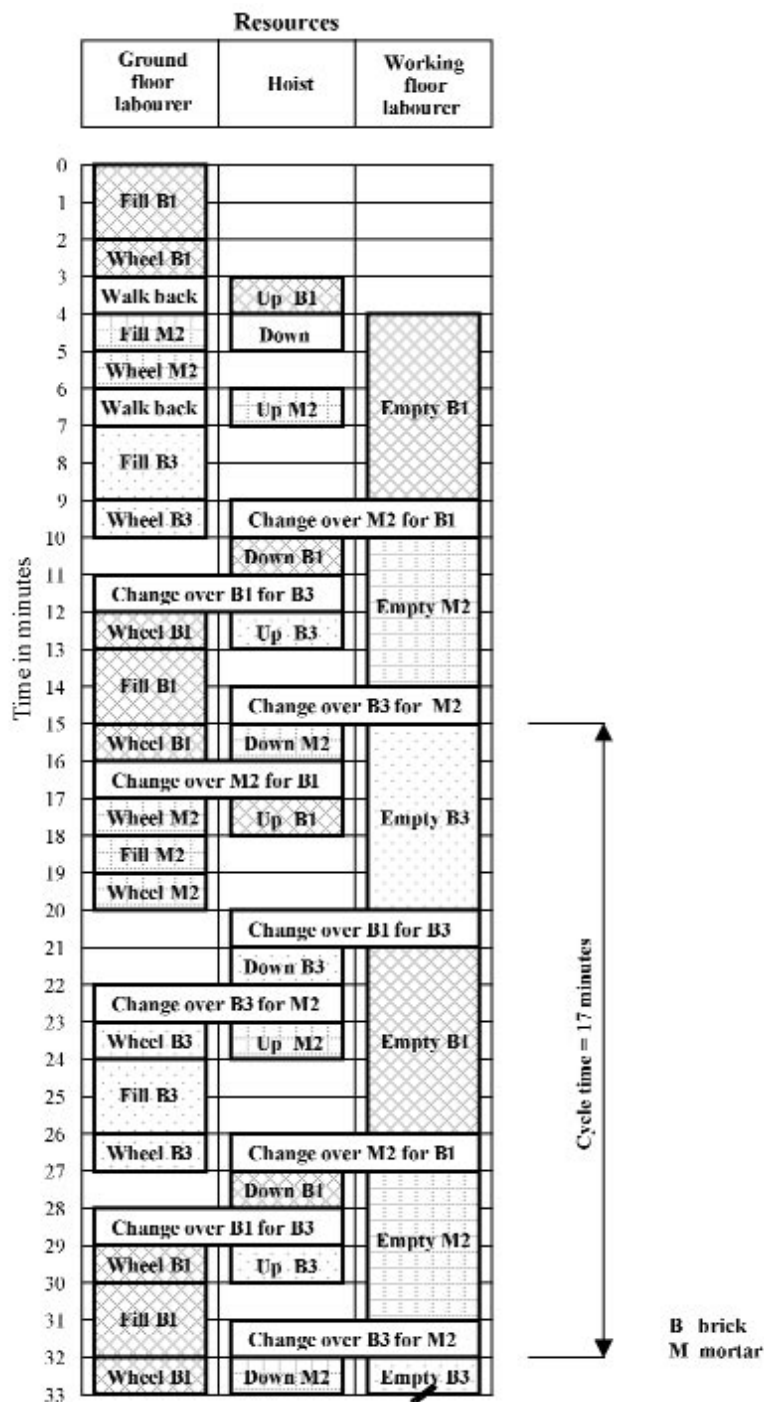 Resources
Ground
floor
labourer
Hoist
Working
floor
labourer
Time in minutes
0
Fill B1
1
2
Wheel B1
3
Walk back
Up B1
4
Fill M2
Down
5
Wheel M2
6
Walk back
Up M2
Empty B1
7
Fill B3
8
9
Wheel B3
Change over M2 for B1
10
Down B1
11
Change over B1 for B3
Empty M2
12
Wheel B1
Up B3
13
Fill B1
14
Change over B3 for M2
15
Wheel B1
Down M2
16
Change over M2 for B1
17
Wheel M2
Up B1
Empty B3
18
Fill M2
19
Wheel M2
20
Change over B1 for B3
21
Down B3
22
Change over B3 for M2
23
Wheel B3
Up M2
Empty B1
24
Fill B3
25
26
Wheel B3
Change over M2 for B1
27
Down B1
28
Change over B1 for B3
Empty M2
29
Wheel B1
Up B3
30
Fill B1
31
Change over B3 for M2
32
Wheel B1
Down M2
Empty B3
33
Cycle time = 17 minutes
B brick
M mortar